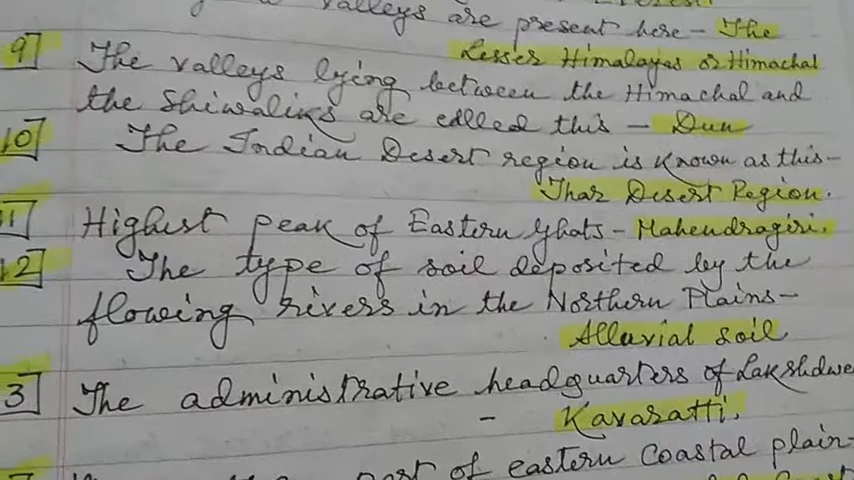 valleys are present here - The
Lesser Himalayas or Himachal
9] The valleys lying between the Himachal and
the Shiwaliks are edlled this - Dun
10] The Indian Desert region is known as this -
Thar Desert Region.
1] Highest peak of Eastern Ghats - Mahendragiri.
12] The type of soil deposited by the
flowing rivers in the Northern Plains -
Alluvial soil
3] The administrative headquarters of Lakshdwe
- Kavaratti.
part of eastern coastal plain -